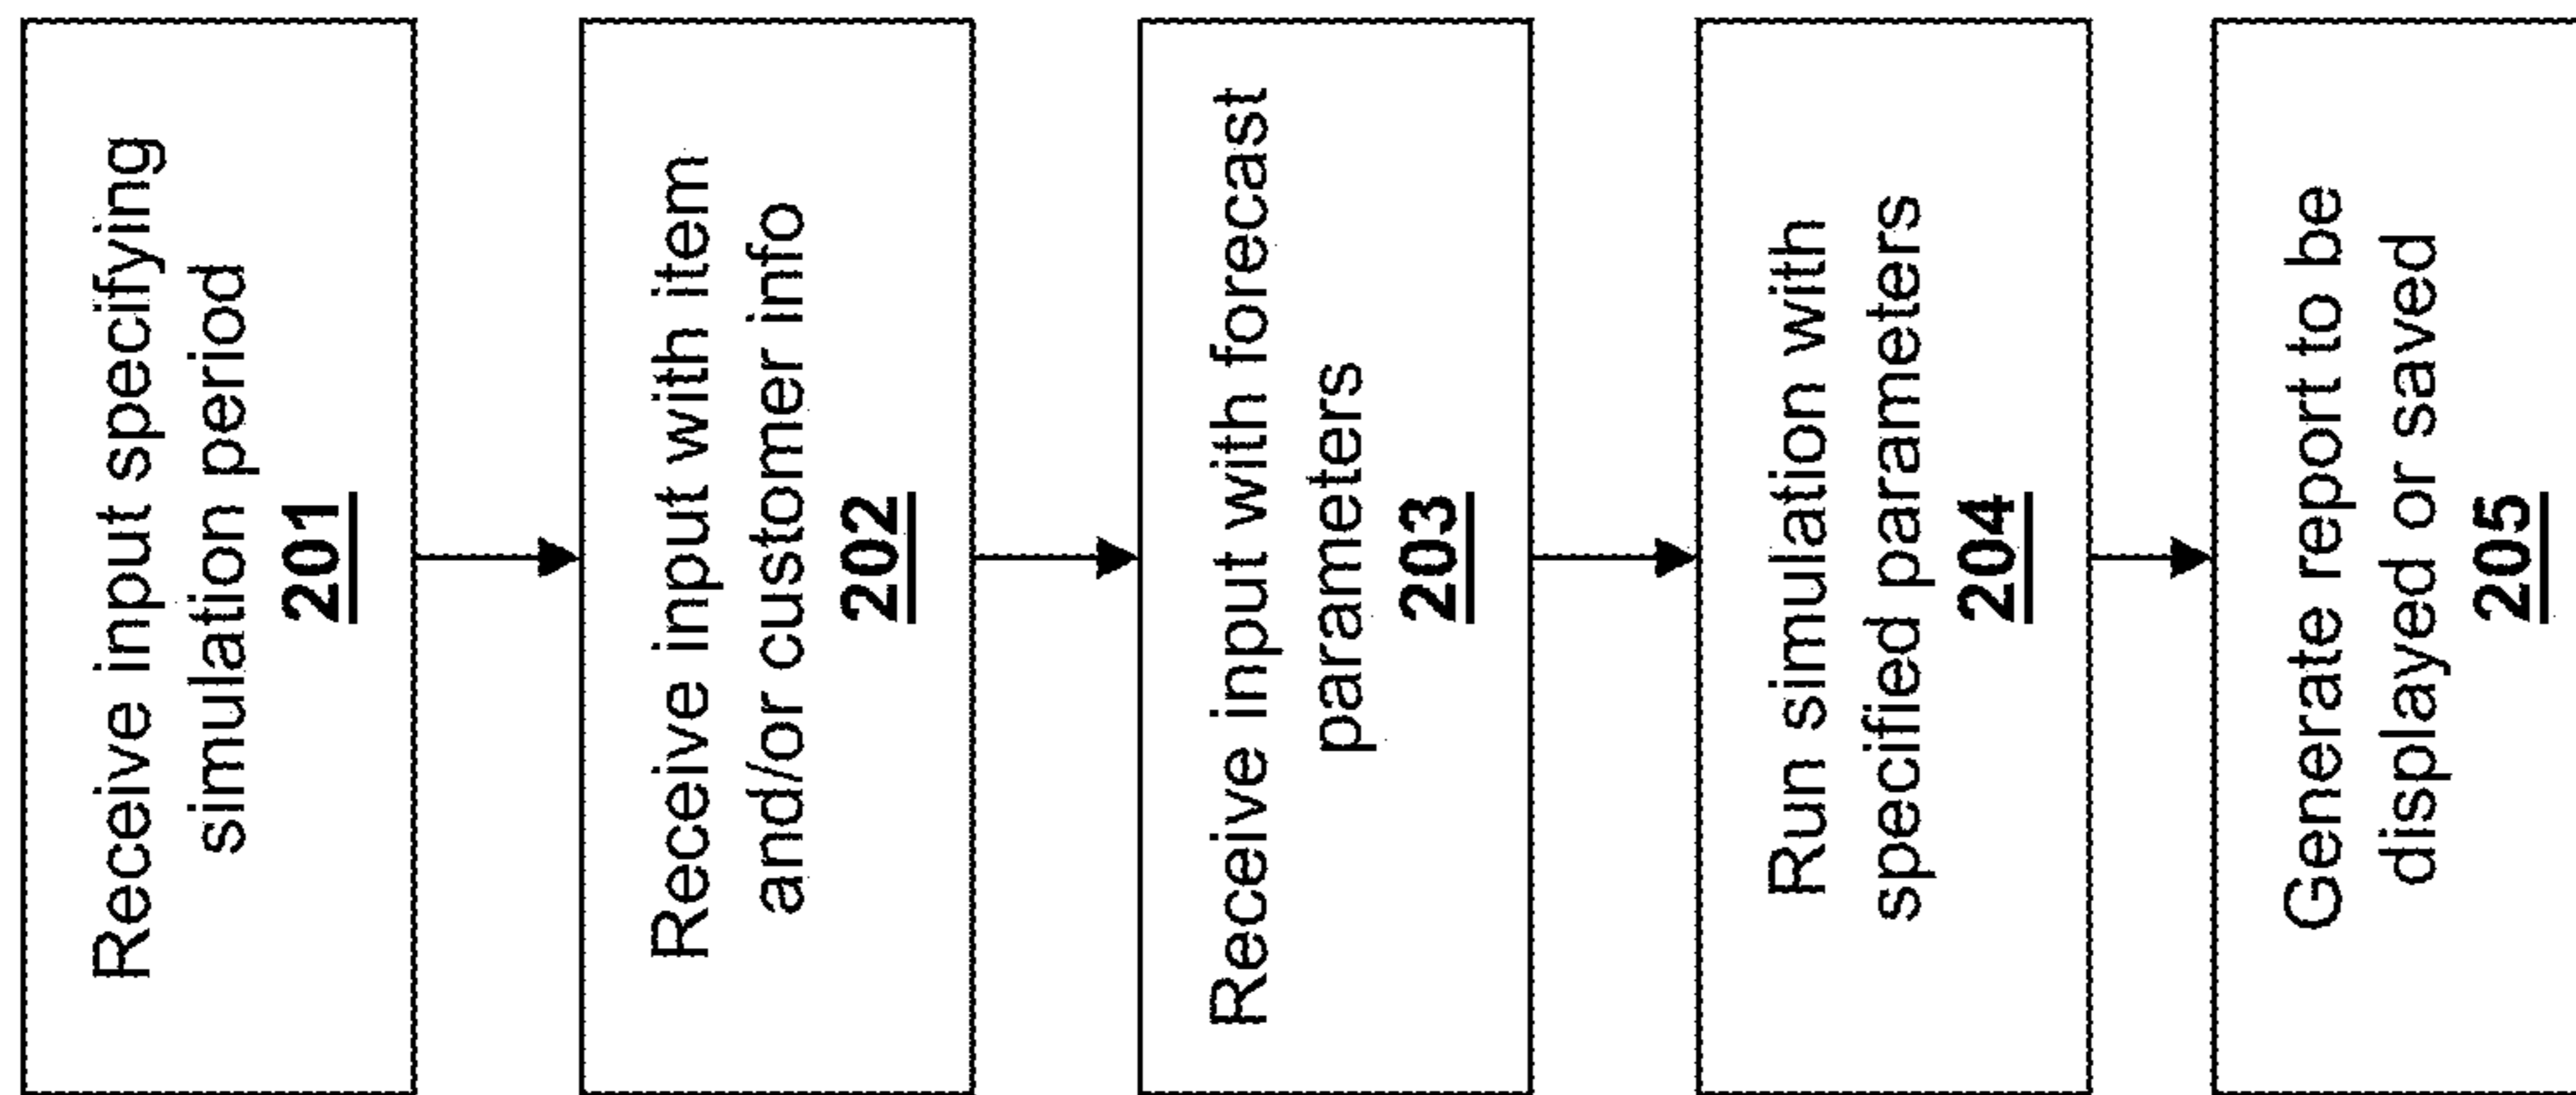 Receive input specifying
simulation period
201
Receive input with item
and/or customer info
202
Receive input with forecast
parameters
203
Run simulation with
specified parameters
204
Generate report to be
displayed or saved
205